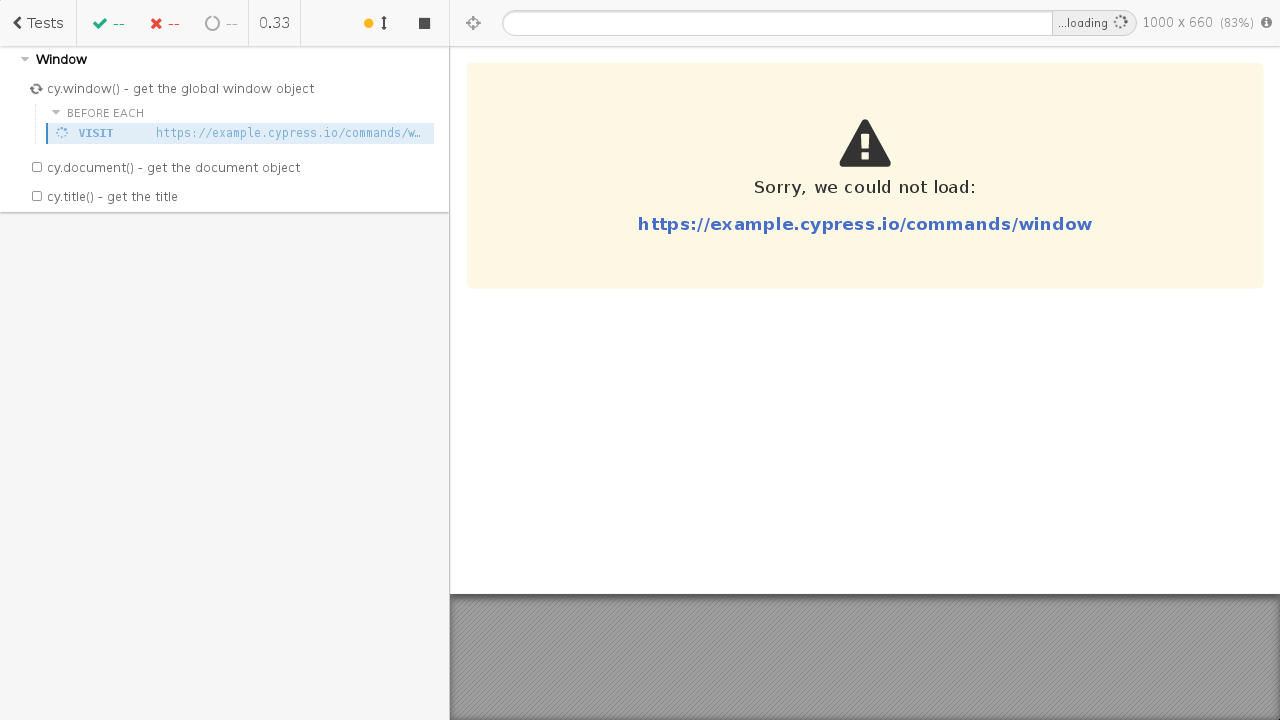 Tests -- -- -- 0.33 ...loading 1000 x 660 (83%)
Window
cy.window() - get the global window object
BEFORE EACH
VISIT https://example.cypress.io/commands/w…
cy.document() - get the document object
cy.title() - get the title
Sorry, we could not load:
https://example.cypress.io/commands/window